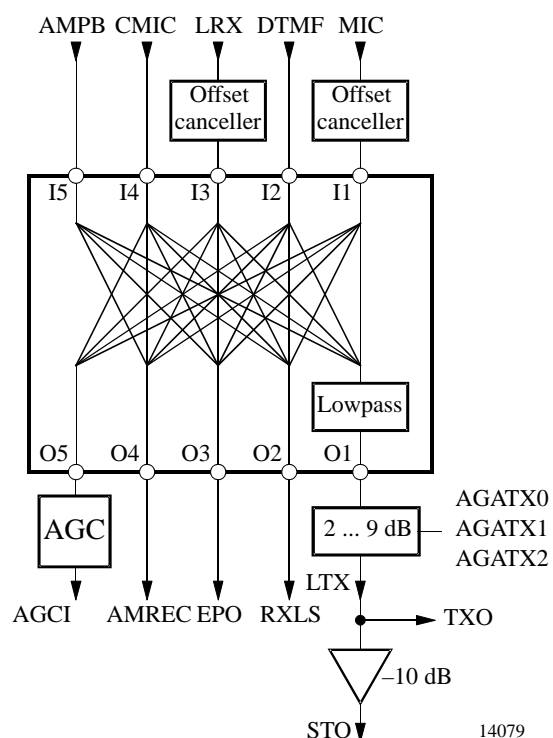 AMPB CMIC LRX DTMF MIC
Offset canceller
Offset canceller
I5 I4 I3 I2 I1
Lowpass
O5 O4 O3 O2 O1
AGC
2 ... 9 dB
AGATX0
AGATX1
AGATX2
LTX
AGCI AMREC EPO RXLS
TXO
–10 dB
STO
14079